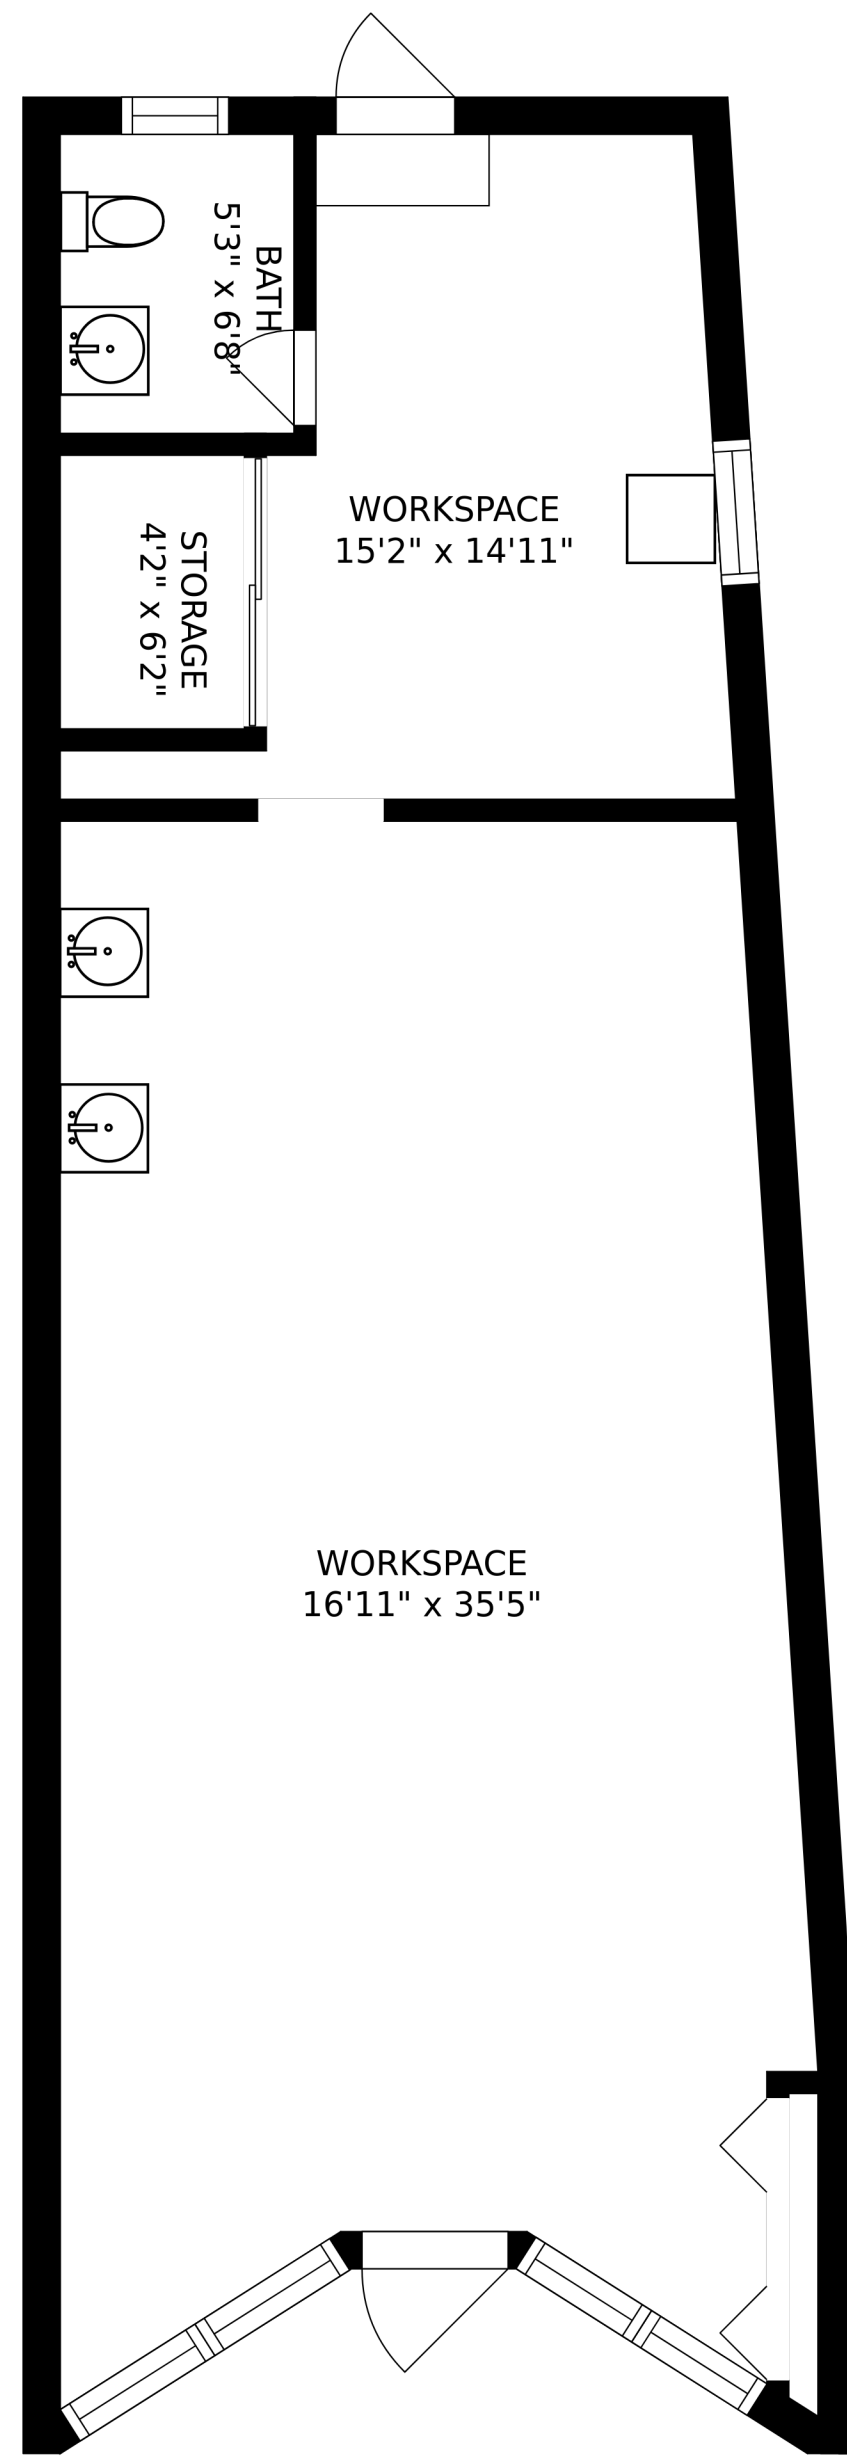 BATH
5'3" x 6'8"
WORKSPACE
15'2" x 14'11"
STORAGE
4'2" x 6'2"
WORKSPACE
16'11" x 35'5"